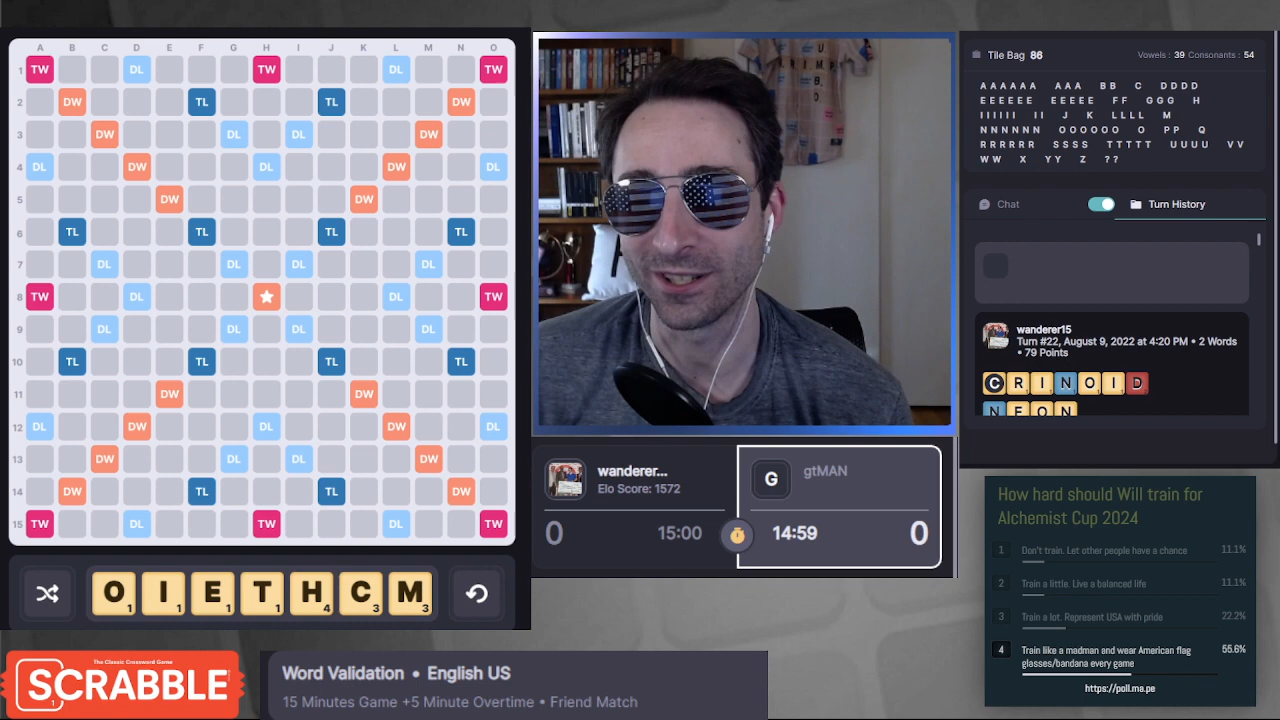 A B C D E F G H I J K L M N O
1 TW DL TW DL TW
2 DW TL TL DW
3 DW DL DL DW
4 DL DW DL DW DL
5 DW DW
6 TL TL TL TL
7 DL DL DL DL
8 TW DL DL TW
9 DL DL DL DL
10 TL TL TL TL
11 DW DW
12 DL DW DL DW DL
13 DW DL DL DW
14 DW TL TL DW
15 TW DL TW DL TW
O1 I1 E1 T1 H4 C3 M3
The Classic Crossword Game
SCRABBLE
Word Validation • English US
15 Minutes Game +5 Minute Overtime • Friend Match
wanderer...
Elo Score: 1572
0 15:00
G gtMAN
14:59 0
Tile Bag 86 Vowels: 39 Consonants: 54
AAAAAA AAA BB C DDDD
EEEEEE EEEEE FF GGG H
IIIIII II J K LLLL M
NNNNNN OOOOOO O PP Q
RRRRRR SSSS TTTTT UUUU VV
WW X YY Z ??
Chat Turn History
wanderer15
Turn #22, August 9, 2022 at 4:20 PM • 2 Words
• 79 Points
C R I N O I D
N E O N
How hard should Will train for
Alchemist Cup 2024
1 Don't train. Let other people have a chance 11.1%
2 Train a little. Live a balanced life 11.1%
3 Train a lot. Represent USA with pride 22.2%
4 Train like a madman and wear American flag 55.6%
glasses/bandana every game
https://poll.ma.pe